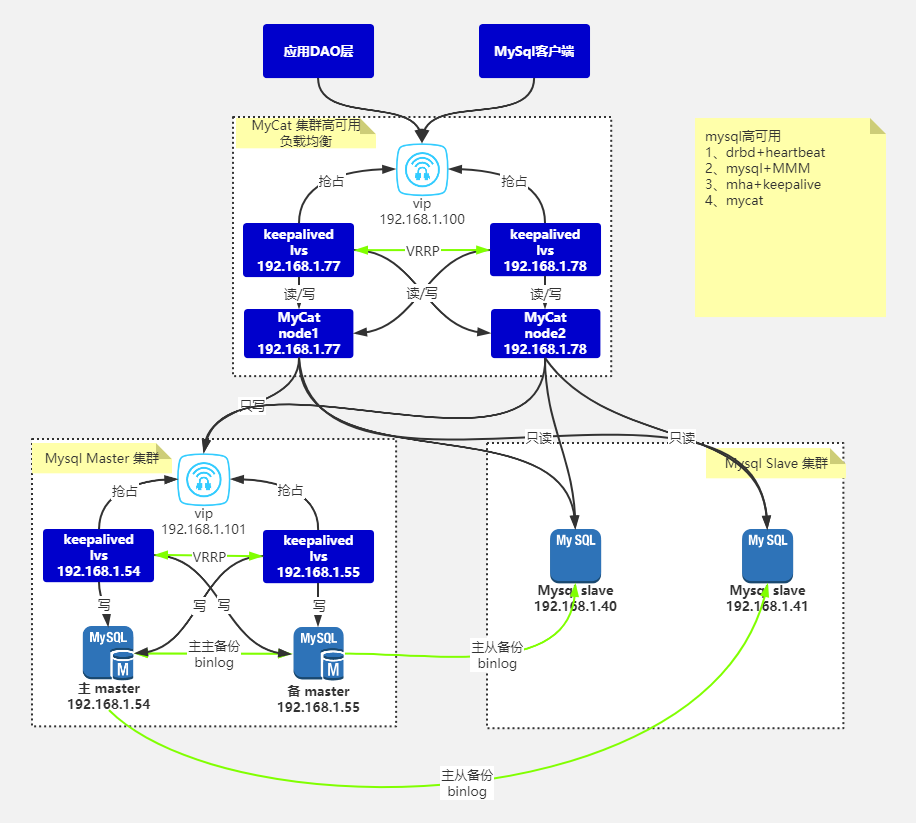 应用DAO层
MySql客户端
MyCat 集群高可用
负载均衡
mysql高可用
1、drbd+heartbeat
2、mysql+MMM
3、mha+keepalive
4、mycat
抢占
抢占
vip
192.168.1.100
keepalived
lvs
192.168.1.77
VRRP
keepalived
lvs
192.168.1.78
读/写
读/写
读/写
MyCat
node1
192.168.1.77
MyCat
node2
192.168.1.78
只写
只读
只读
Mysql Master 集群
Mysql Slave 集群
抢占
抢占
vip
192.168.1.101
keepalived
lvs
192.168.1.54
VRRP
keepalived
lvs
192.168.1.55
My SQL
Mysql slave
192.168.1.40
My SQL
Mysql slave
192.168.1.41
写
写
写
写
MySQL
M
主 master
192.168.1.54
主主备份
binlog
MySQL
M
备 master
192.168.1.55
主从备份
binlog
主从备份
binlog